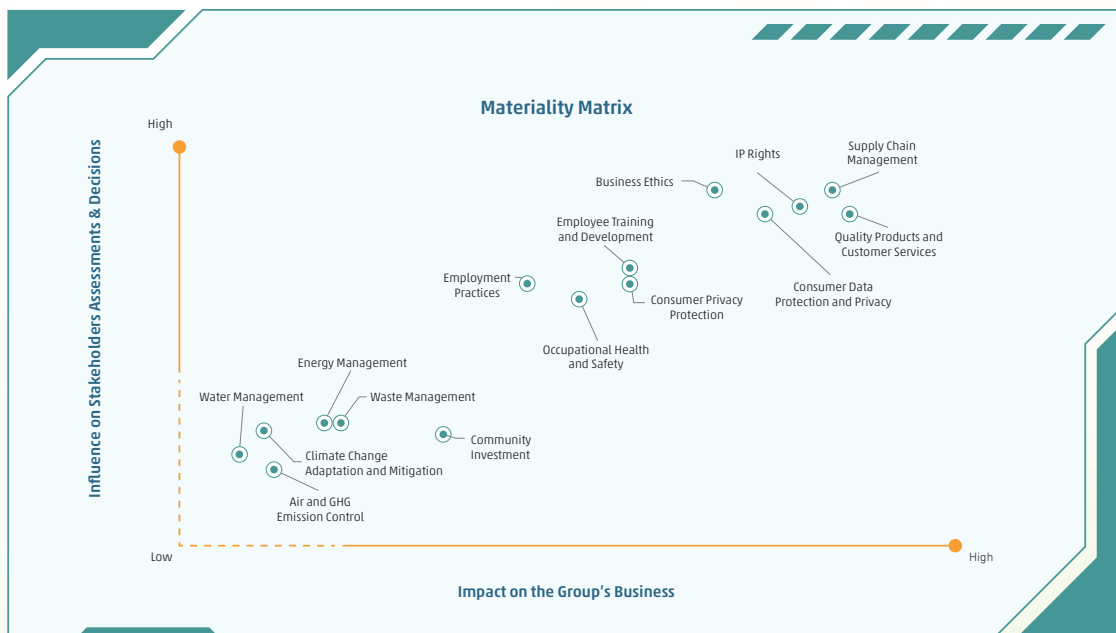 Materiality Matrix
High
Influence on Stakeholders Assessments & Decisions
Supply Chain
Management
IP Rights
Business Ethics
Employee Training
and Development
Quality Products and
Customer Services
Employment
Practices
Consumer Data
Protection and Privacy
Consumer Privacy
Protection
Occupational Health
and Safety
Energy Management
Water Management
Waste Management
Community
Investment
Climate Change
Adaptation and Mitigation
Air and GHG
Emission Control
Low
High
Impact on the Group's Business